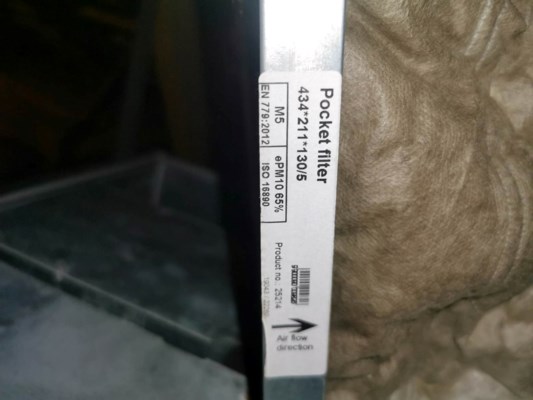 Pocket filter
434*211*130/5
M5
EN 779:2012
ePM10 65%
ISO 16890
Product no.: 25214
Air flow
direction